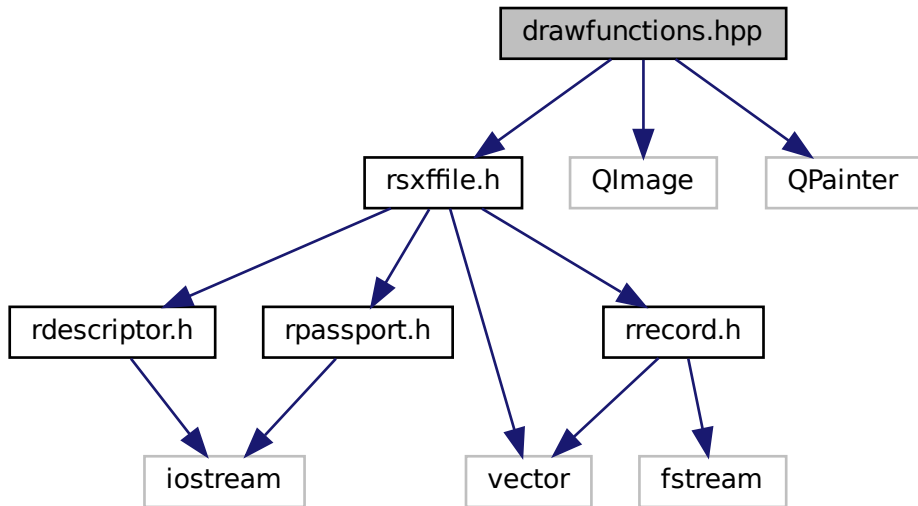 drawfunctions.hpp
rsxffile.h
QImage
QPainter
rdescriptor.h
rpassport.h
rrecord.h
iostream
vector
fstream